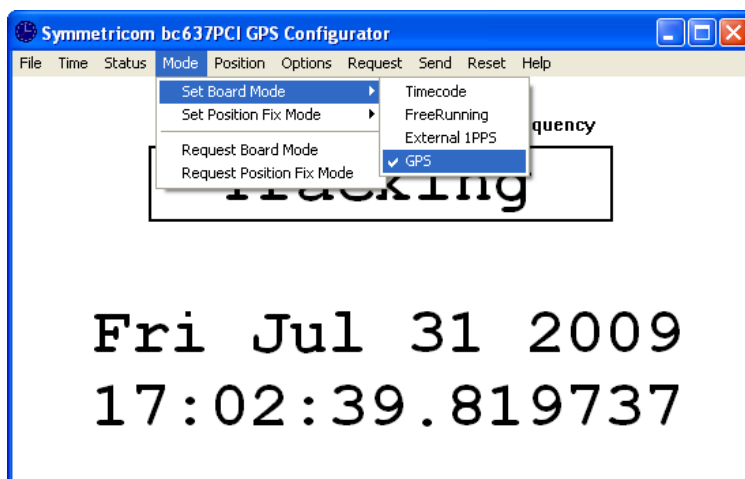 Symmetricom bc637PCI GPS Configurator
File Time Status Mode Position Options Request Send Reset Help
Set Board Mode
Set Position Fix Mode
Request Board Mode
Request Position Fix Mode
Timecode
FreeRunning
External 1PPS
GPS
quency
Tracking
Fri Jul 31 2009
17:02:39.819737